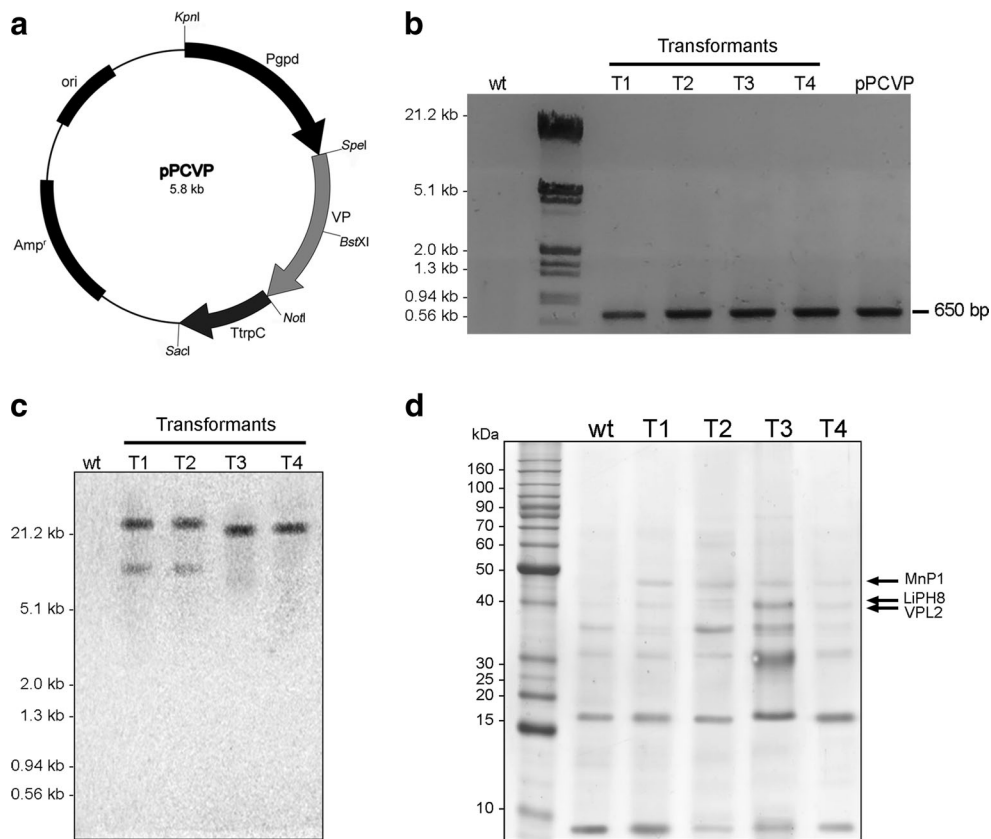 a
KpnI
Pgpd
ori
SpeI
pPCVP
5.8 kb
VP
BstXI
Ampʳ
NotI
TtrpC
SacI
b
Transformants
wt T1 T2 T3 T4 pPCVP
21.2 kb
5.1 kb
2.0 kb
1.3 kb
0.94 kb
0.56 kb
650 bp
c
Transformants
wt T1 T2 T3 T4
21.2 kb
5.1 kb
2.0 kb
1.3 kb
0.94 kb
0.56 kb
d
kDa wt T1 T2 T3 T4
160
100
90
80
70
60
50
40
30
25
20
15
10
MnP1
LiPH8
VPL2